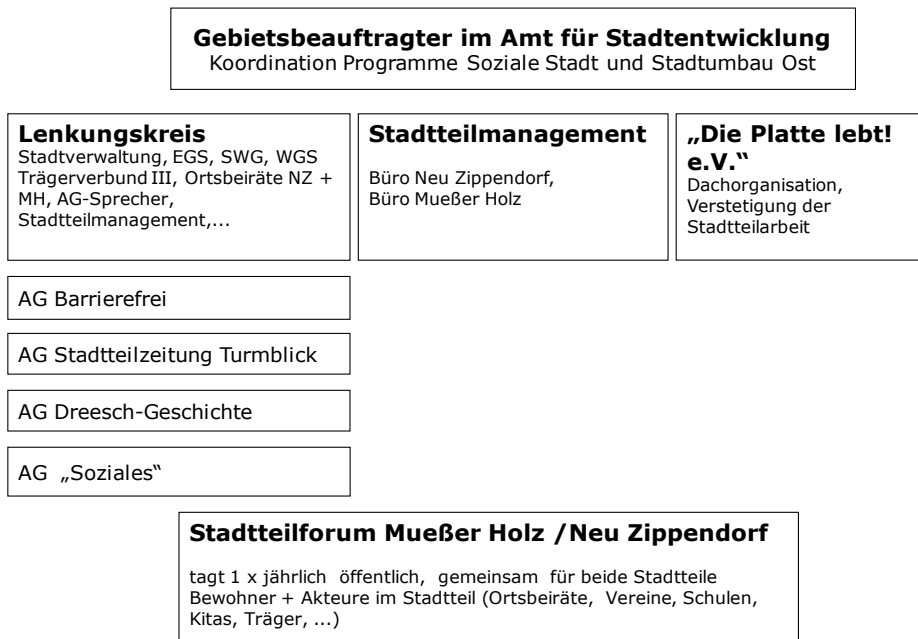 Gebietsbeauftragter im Amt für Stadtentwicklung
Koordination Programme Soziale Stadt und Stadtumbau Ost
Lenkungskreis
Stadtverwaltung, EGS, SWG, WGS
Trägerverbund III, Ortsbeiräte NZ +
MH, AG-Sprecher,
Stadtteilmanagement,...
Stadtteilmanagement
Büro Neu Zippendorf,
Büro Mueßer Holz
„Die Platte lebt!
e.V.“
Dachorganisation,
Verstetigung der
Stadtteilarbeit
AG Barrierefrei
AG Stadtteilzeitung Turmblick
AG Dreesch-Geschichte
AG „Soziales“
Stadtteilforum Mueßer Holz /Neu Zippendorf
tagt 1 x jährlich öffentlich, gemeinsam für beide Stadtteile
Bewohner + Akteure im Stadtteil (Ortsbeiräte, Vereine, Schulen,
Kitas, Träger, ...)